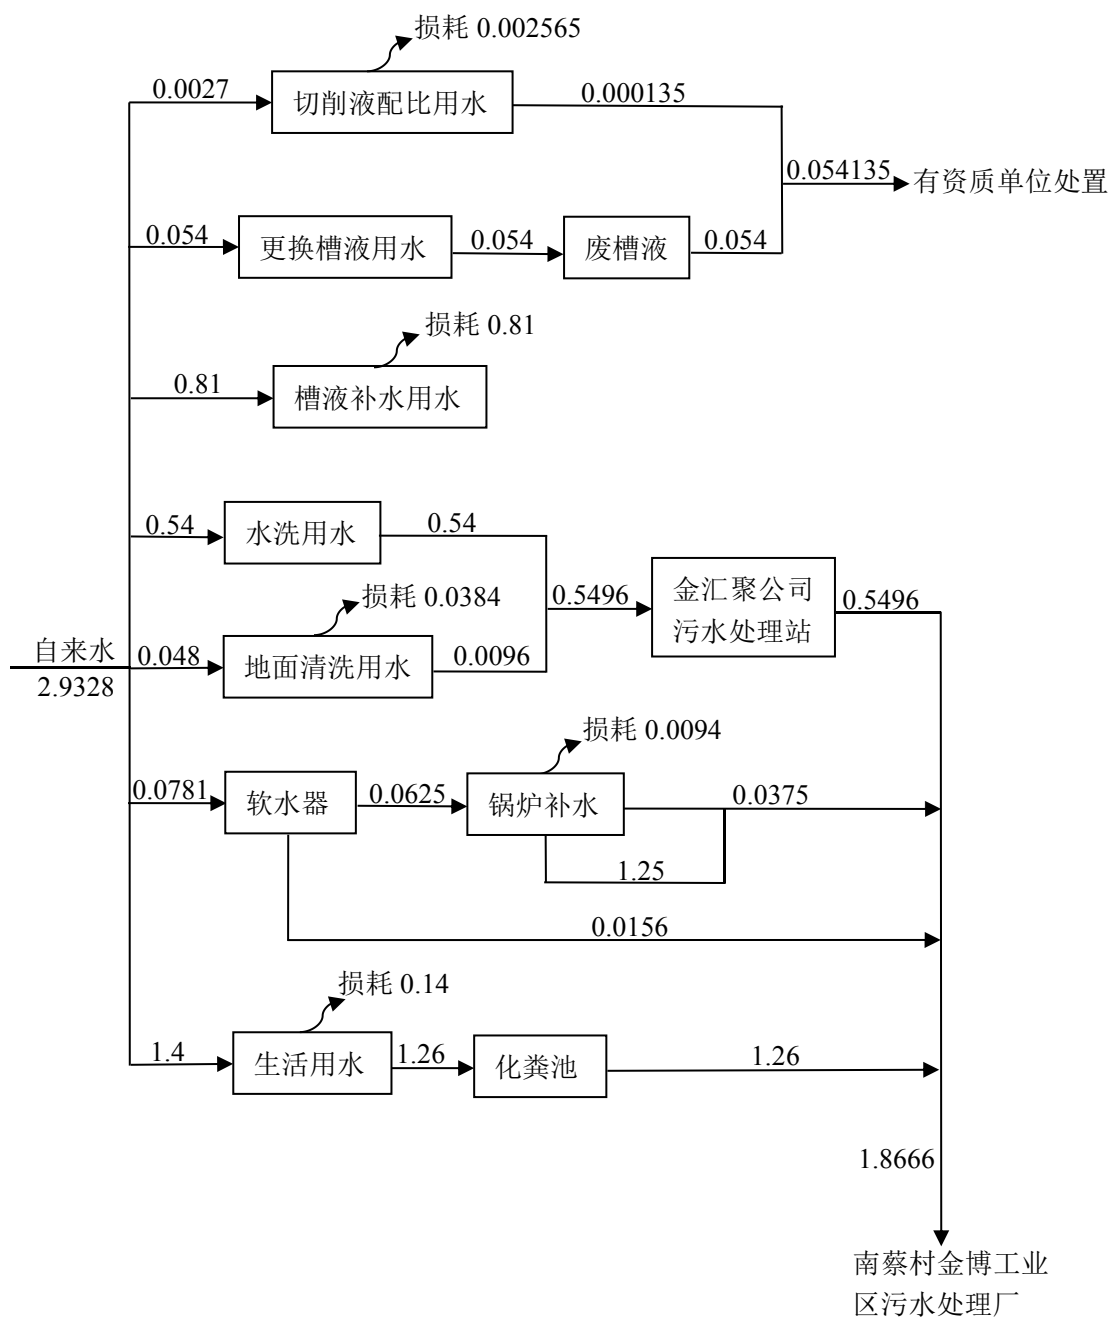 损耗 0.002565
0.0027
切削液配比用水
0.000135
0.054135
有资质单位处置
0.054
更换槽液用水
0.054
废槽液
0.054
损耗 0.81
0.81
槽液补水用水
0.54
水洗用水
0.54
损耗 0.0384
0.5496
金汇聚公司
污水处理站
0.5496
自来水
2.9328
0.048
地面清洗用水
0.0096
损耗 0.0094
0.0781
软水器
0.0625
锅炉补水
0.0375
1.25
0.0156
损耗 0.14
1.4
生活用水
1.26
化粪池
1.26
1.8666
南蔡村金博工业
区污水处理厂